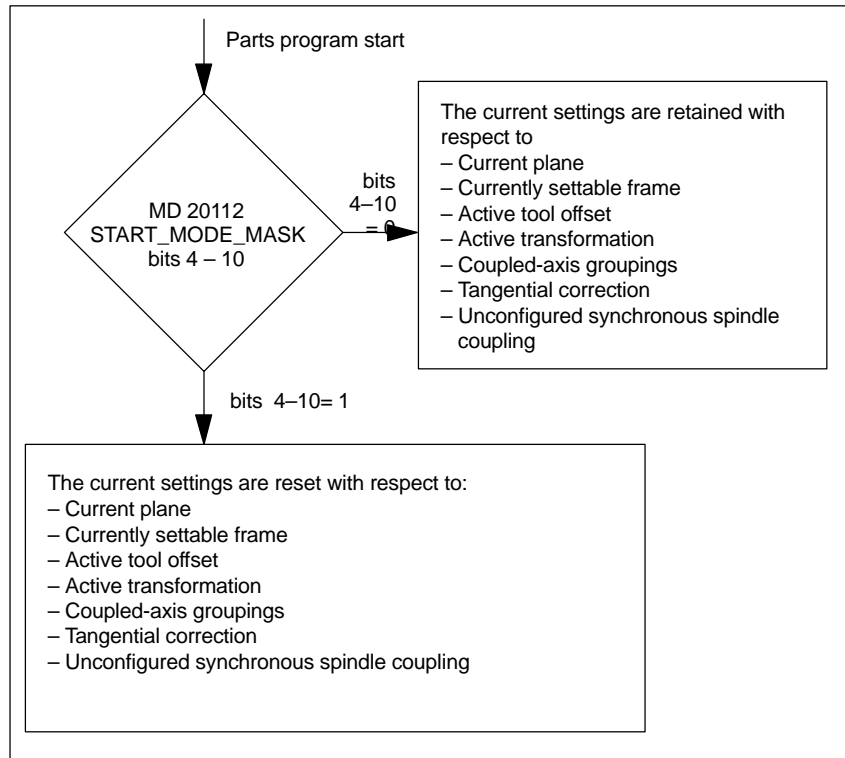 Parts program start
MD 20112
START_MODE_MASK
bits 4 – 10
bits
4–10
= 0
The current settings are retained with
respect to
– Current plane
– Currently settable frame
– Active tool offset
– Active transformation
– Coupled-axis groupings
– Tangential correction
– Unconfigured synchronous spindle
coupling
bits 4–10= 1
The current settings are reset with respect to:
– Current plane
– Currently settable frame
– Active tool offset
– Active transformation
– Coupled-axis groupings
– Tangential correction
– Unconfigured synchronous spindle coupling